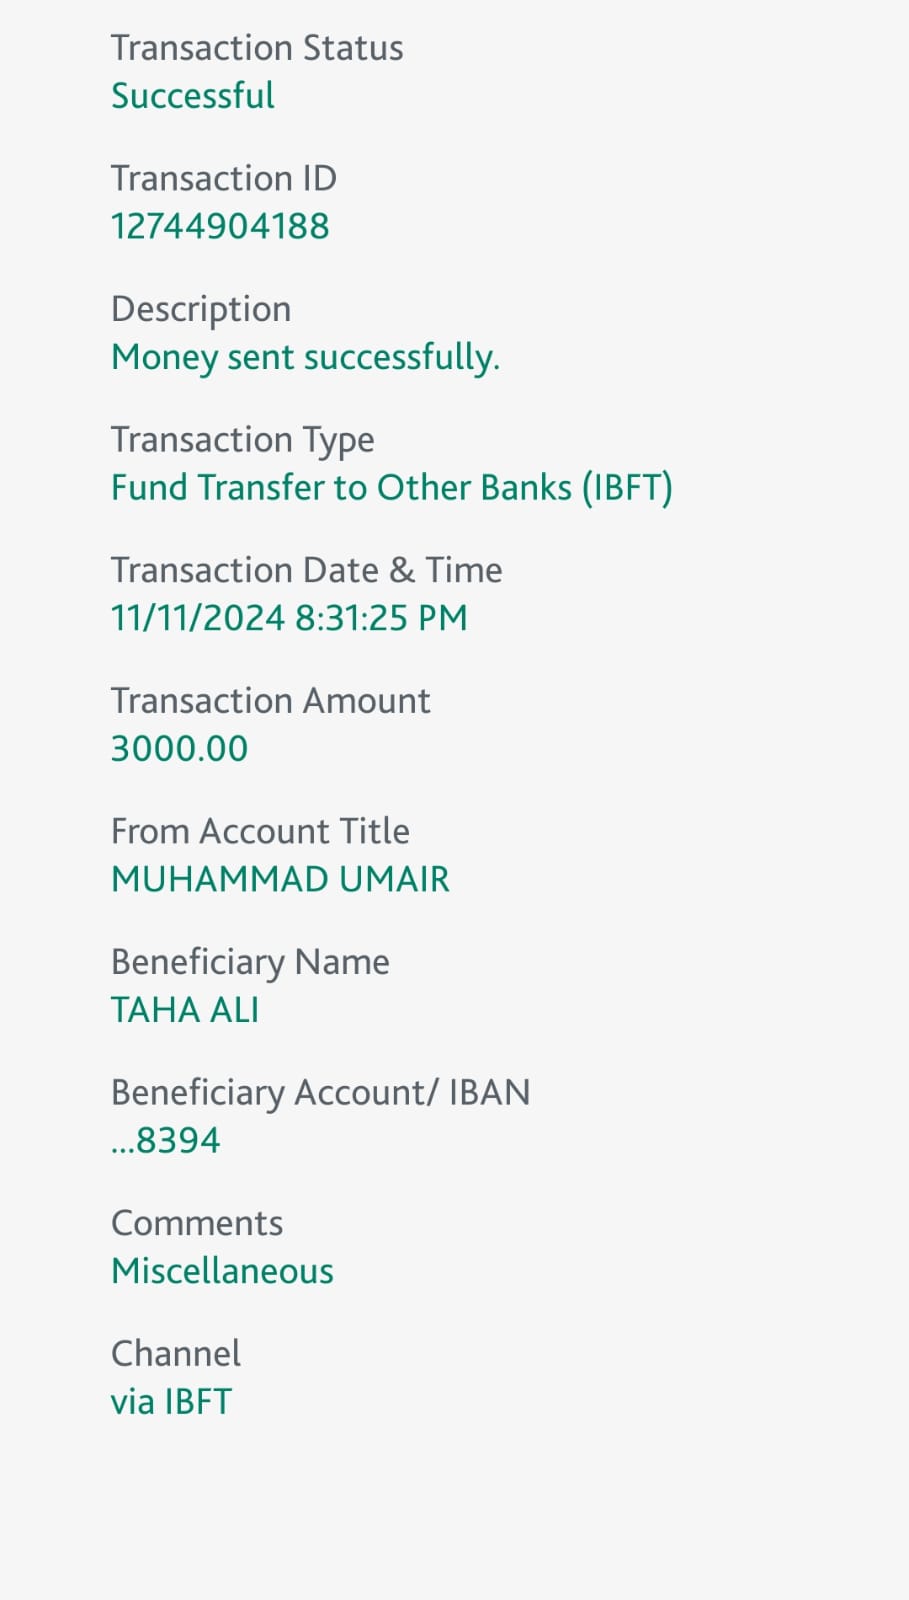 Transaction Status
Successful
Transaction ID
12744904188
Description
Money sent successfully.
Transaction Type
Fund Transfer to Other Banks (IBFT)
Transaction Date & Time
11/11/2024 8:31:25 PM
Transaction Amount
3000.00
From Account Title
MUHAMMAD UMAIR
Beneficiary Name
TAHA ALI
Beneficiary Account/ IBAN
...8394
Comments
Miscellaneous
Channel
via IBFT